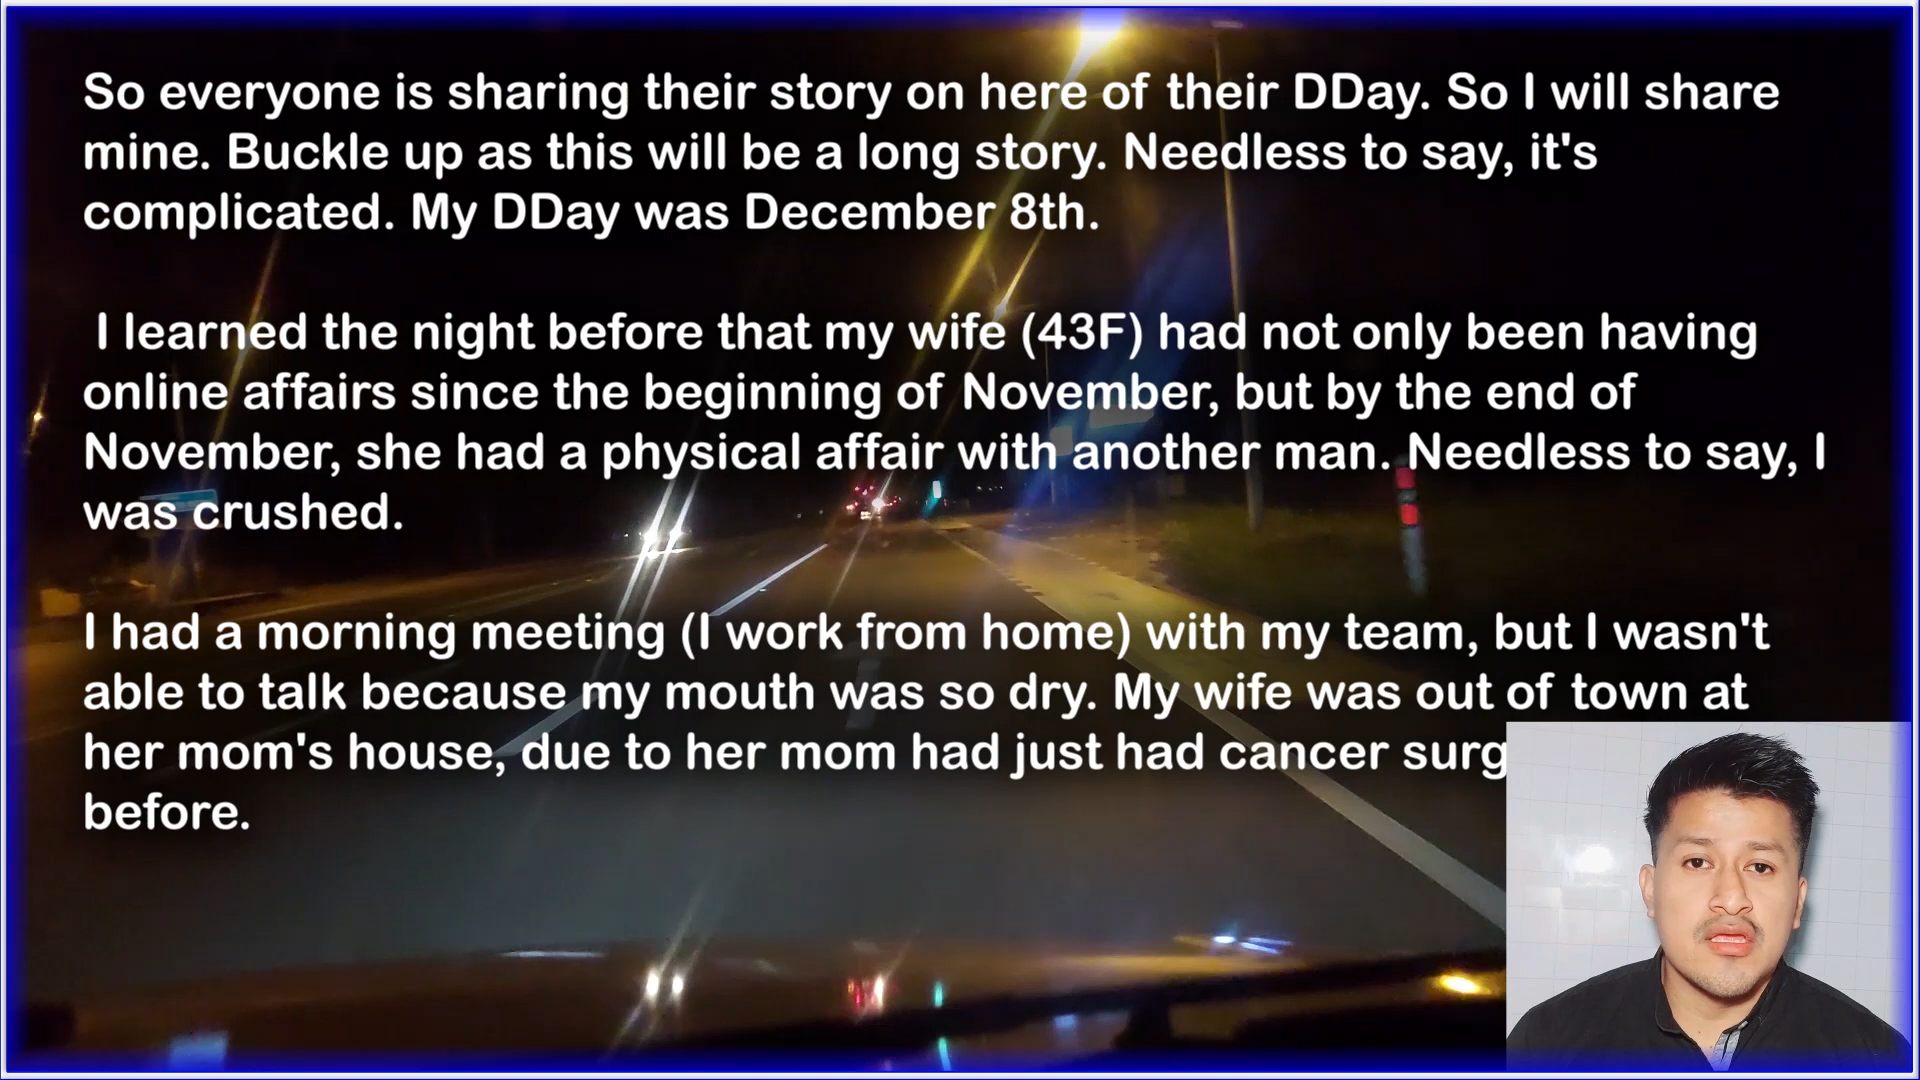 So everyone is sharing their story on here of their DDay. So I will share
mine. Buckle up as this will be a long story. Needless to say, it's
complicated. My DDay was December 8th.
I learned the night before that my wife (43F) had not only been having
online affairs since the beginning of November, but by the end of
November, she had a physical affair with another man. Needless to say, I
was crushed.
I had a morning meeting (I work from home) with my team, but I wasn't
able to talk because my mouth was so dry. My wife was out of town at
her mom's house, due to her mom had just had cancer surg
before.